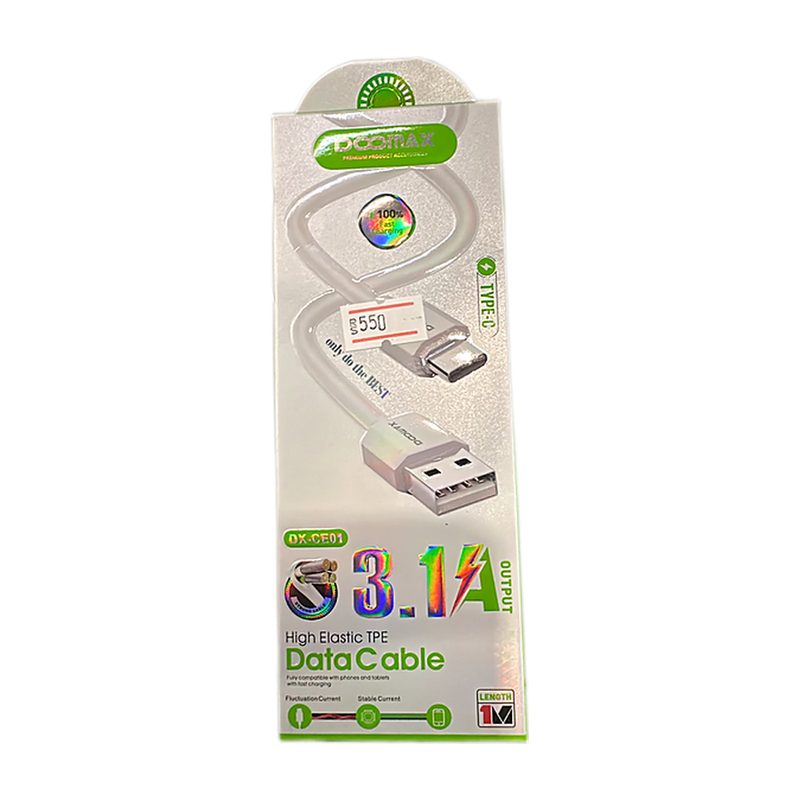 DOOMAX
PREMIUM PRODUCT ACCESSORIES
100%
Fast
Charging
TYPE-C
RS 550
DOOMAX
only do the BEST
DX-CE01
3.1A
OUTPUT
High Elastic TPE
Data Cable
Fully compatible with phones and tablets
with fast charging
Fluctuation Current
Stable Current
LENGTH
1M